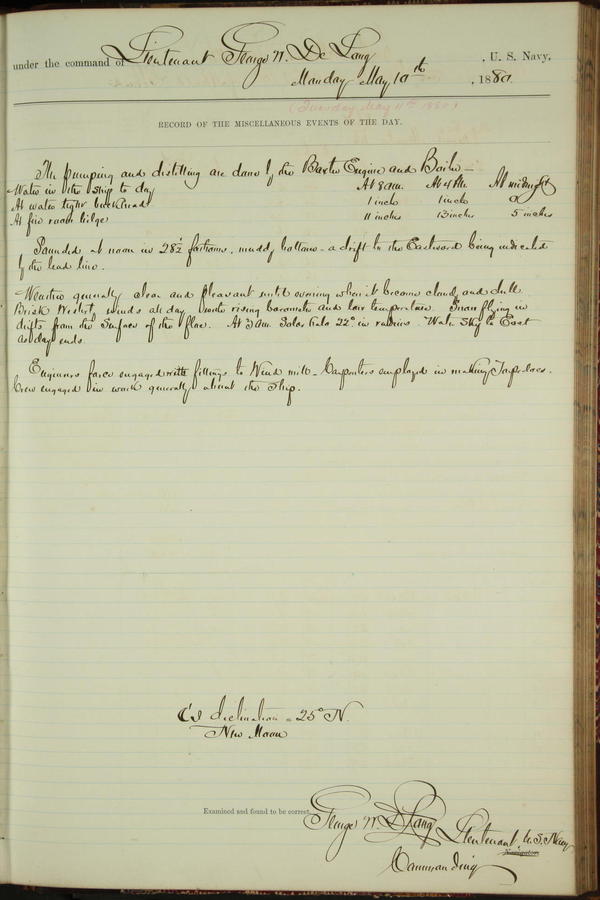 under the command of Lieutenant George W. De Long, U. S. Navy,
Monday May 10th, 1880.
(Tuesday May 11th 1880)
RECORD OF THE MISCELLANEOUS EVENTS OF THE DAY.
The pumping and distilling are done by the Baxter Engine and Boiler —
Water in the Ship to day At 8 am. At 4 Pm. At midnight
At water tight bulkhead 1 inch 1 inch 0
At fire room bilge 11 inches 13 inches 5 inches
Sounded at noon in 28½ fathoms, muddy bottom - a drift to the Eastward being indicated
by the lead line.
Weather generally clear and pleasant until evening when it became cloudy and dull.
Brisk Westerly winds all day under rising barometer and low temperature. Snow flying in
drifts from the Surface of the floe. At 3 am Solar halo 22° in radius. Water Sky to East
as day ends.
Engineers force engaged with fittings to Wind mill - Carpenters employed in making
Crew engaged in work generally about the Ship.
☾'s declination = 25° N.
New Moon
Examined and found to be correct.
George W. De Long Lieutenant U.S. Navy
Navigator.
Commanding